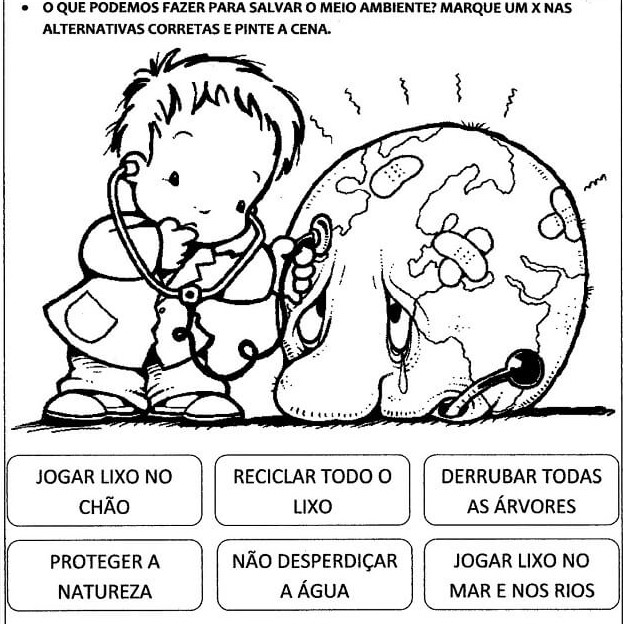 • O QUE PODEMOS FAZER PARA SALVAR O MEIO AMBIENTE? MARQUE UM X NAS
ALTERNATIVAS CORRETAS E PINTE A CENA.
JOGAR LIXO NO
CHÃO
RECICLAR TODO O
LIXO
DERRUBAR TODAS
AS ÁRVORES
PROTEGER A
NATUREZA
NÃO DESPERDIÇAR
A ÁGUA
JOGAR LIXO NO
MAR E NOS RIOS